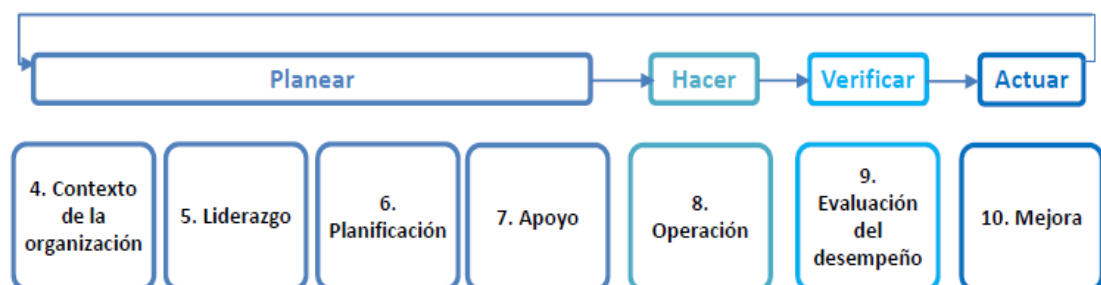 Planear
Hacer
Verificar
Actuar
4. Contexto
de la
organización
5. Liderazgo
6.
Planificación
7. Apoyo
8.
Operación
9.
Evaluación
del
desempeño
10. Mejora